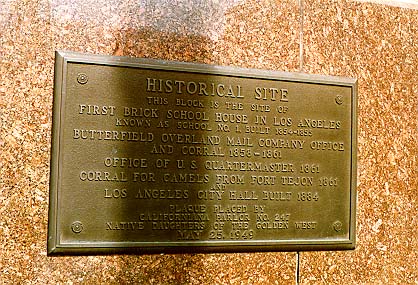 HISTORICAL SITE
THIS BLOCK IS THE SITE OF
FIRST BRICK SCHOOL HOUSE IN LOS ANGELES
KNOWN AS SCHOOL NO. 1, BUILT 1854-1855
BUTTERFIELD OVERLAND MAIL COMPANY OFFICE
AND CORRAL 1858-1861
OFFICE OF U.S. QUARTERMASTER 1861
CORRAL FOR CAMELS FROM FORT TEJON 1861
AND
LOS ANGELES CITY HALL BUILT 1884
PLAQUE PLACED BY
CALIFORNIANA PARLOR NO. 247
NATIVE DAUGHTERS OF THE GOLDEN WEST
MAY 25, 1949